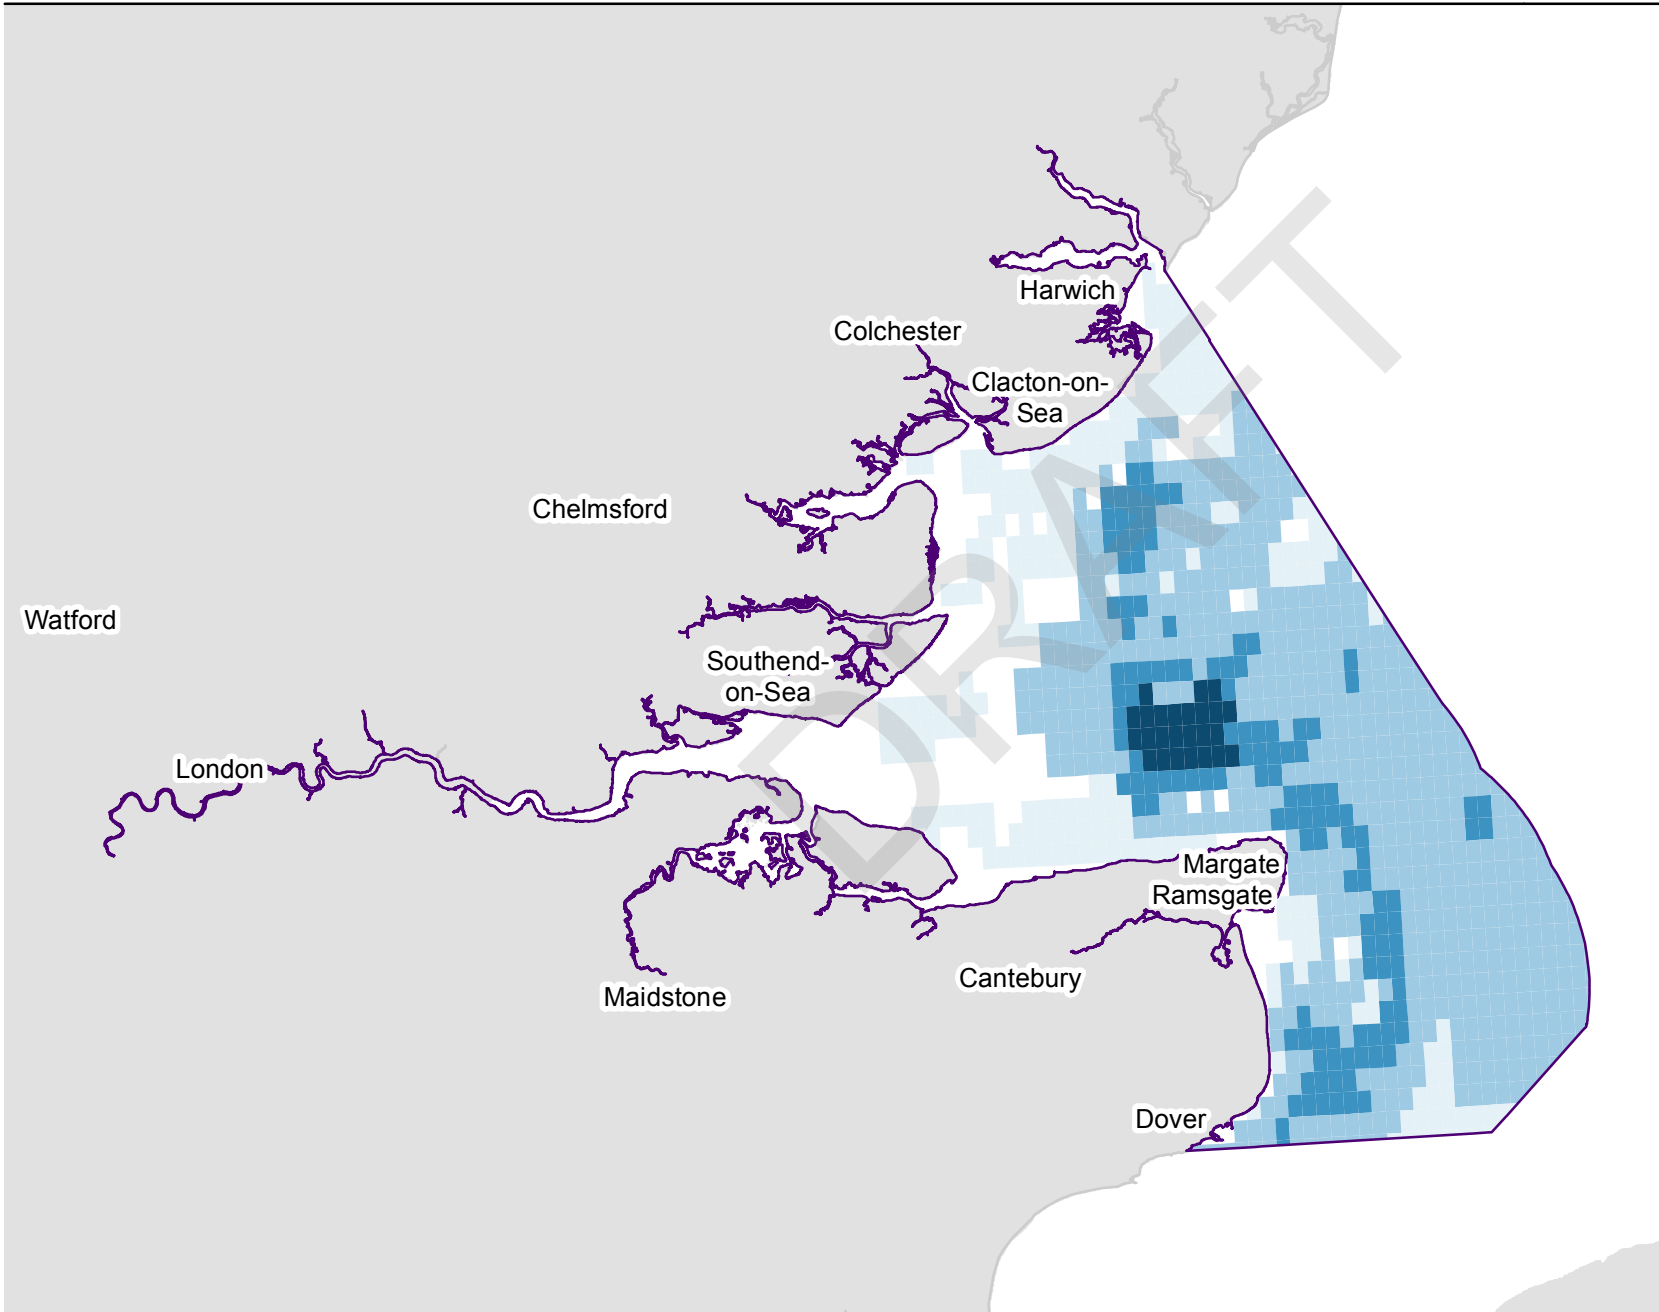 Harwich
Colchester
Clacton-on-
Sea
Chelmsford
Watford
Southend-
on-Sea
London
Margate
Ramsgate
Cantebury
Maidstone
Dover
DRAFT